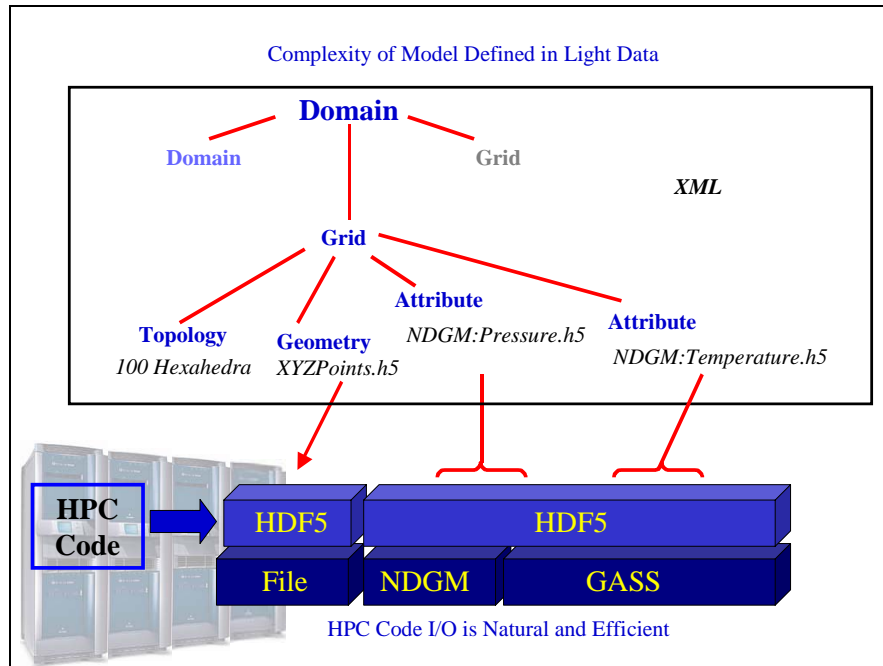 Complexity of Model Defined in Light Data
Domain
Domain
Grid
XML
Grid
Attribute
Topology
Geometry
NDGM:Pressure.h5
Attribute
100 Hexahedra
XYZPoints.h5
NDGM:Temperature.h5
HPC
Code
HDF5
HDF5
File
NDGM
GASS
HPC Code I/O is Natural and Efficient